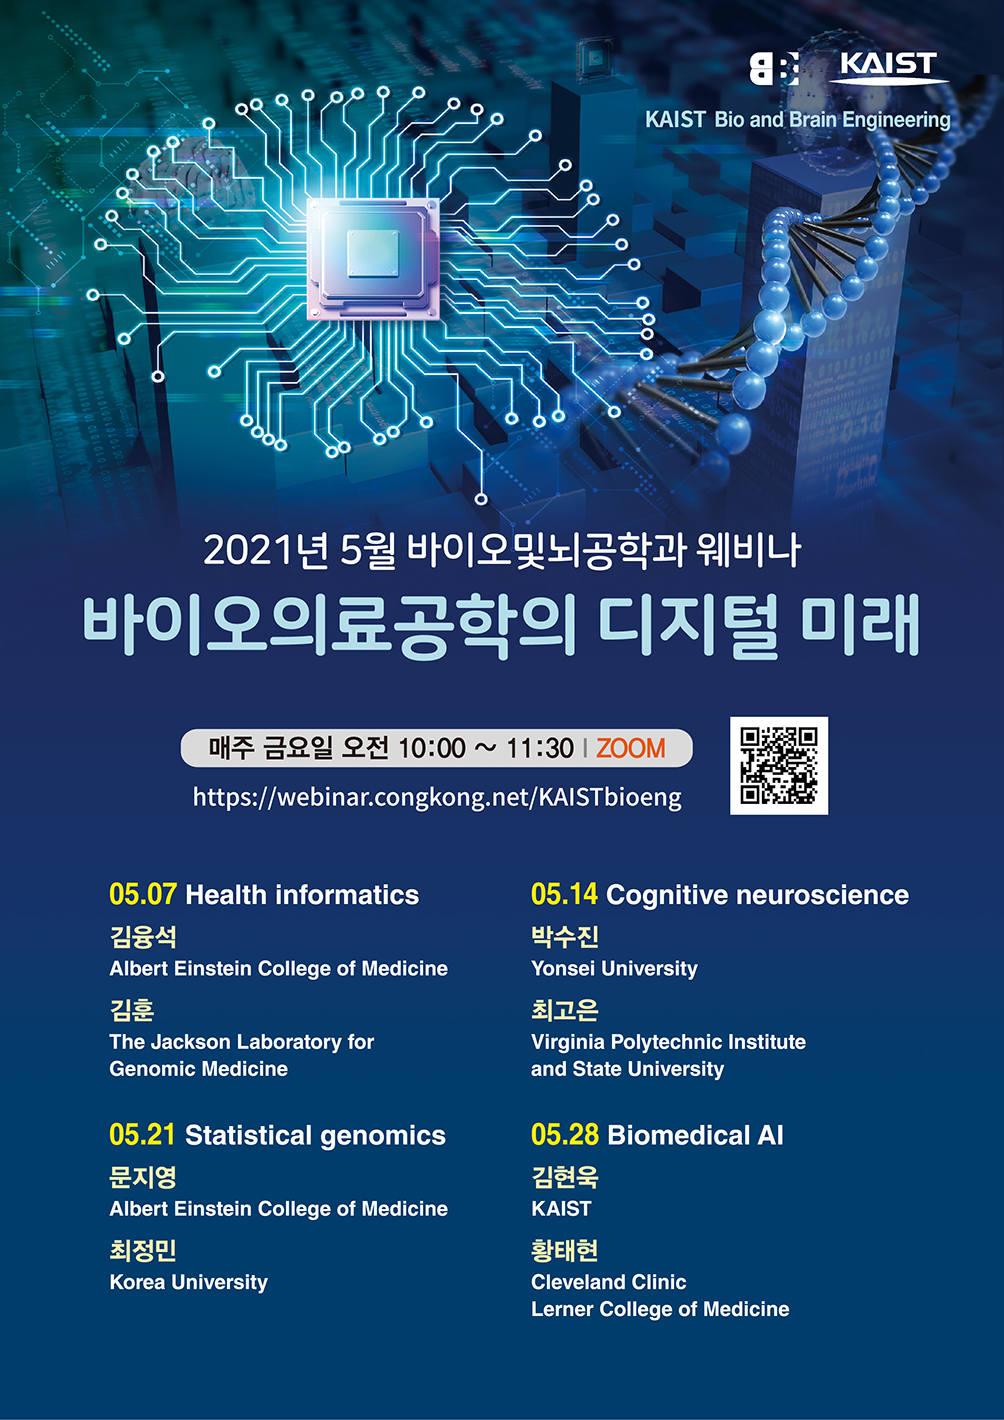 KAIST
KAIST Bio and Brain Engineering
2021년 5월 바이오및뇌공학과 웨비나
바이오의료공학의 디지털 미래
매주 금요일 오전 10:00 ~ 11:30 | ZOOM
https://webinar.congkong.net/KAISTbioeng
05.07 Health informatics
김융석
Albert Einstein College of Medicine
김훈
The Jackson Laboratory for
Genomic Medicine
05.14 Cognitive neuroscience
박수진
Yonsei University
최고은
Virginia Polytechnic Institute
and State University
05.21 Statistical genomics
문지영
Albert Einstein College of Medicine
최정민
Korea University
05.28 Biomedical AI
김현욱
KAIST
황태현
Cleveland Clinic
Lerner College of Medicine